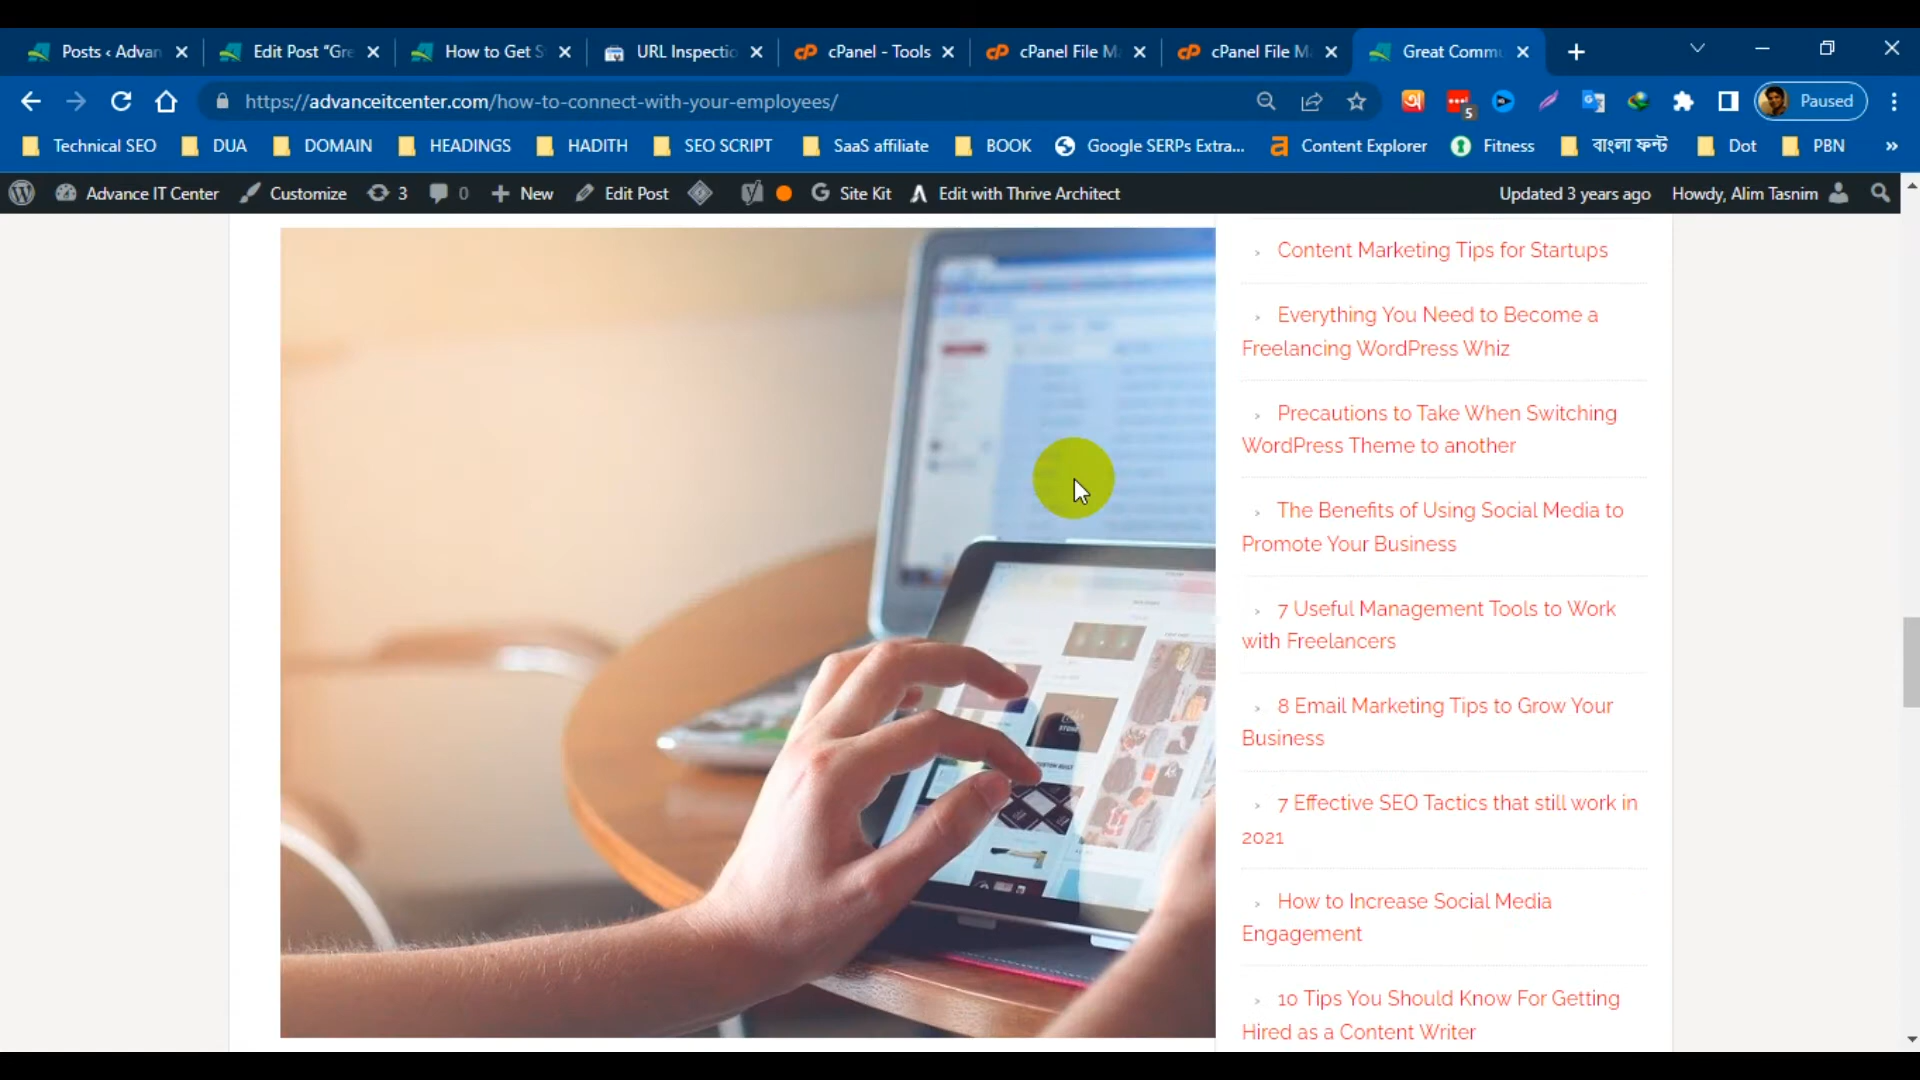 Posts ‹ Advan
Edit Post "Gre
How to Get S
URL Inspectio
cPanel - Tools
cPanel File M
cPanel File M
Great Commu
https://advanceitcenter.com/how-to-connect-with-your-employees/
5
Paused
Technical SEO
DUA
DOMAIN
HEADINGS
HADITH
SEO SCRIPT
SaaS affiliate
BOOK
Google SERPs Extra...
Content Explorer
Fitness
বাংলা ফন্ট
Dot
PBN
»
Advance IT Center
Customize
3
0
New
Edit Post
Site Kit
Edit with Thrive Architect
Updated 3 years ago
Howdy, Alim Tasnim
Content Marketing Tips for Startups
Everything You Need to Become a
Freelancing WordPress Whiz
Precautions to Take When Switching
WordPress Theme to another
The Benefits of Using Social Media to
Promote Your Business
7 Useful Management Tools to Work
with Freelancers
8 Email Marketing Tips to Grow Your
Business
7 Effective SEO Tactics that still work in
2021
How to Increase Social Media
Engagement
10 Tips You Should Know For Getting
Hired as a Content Writer